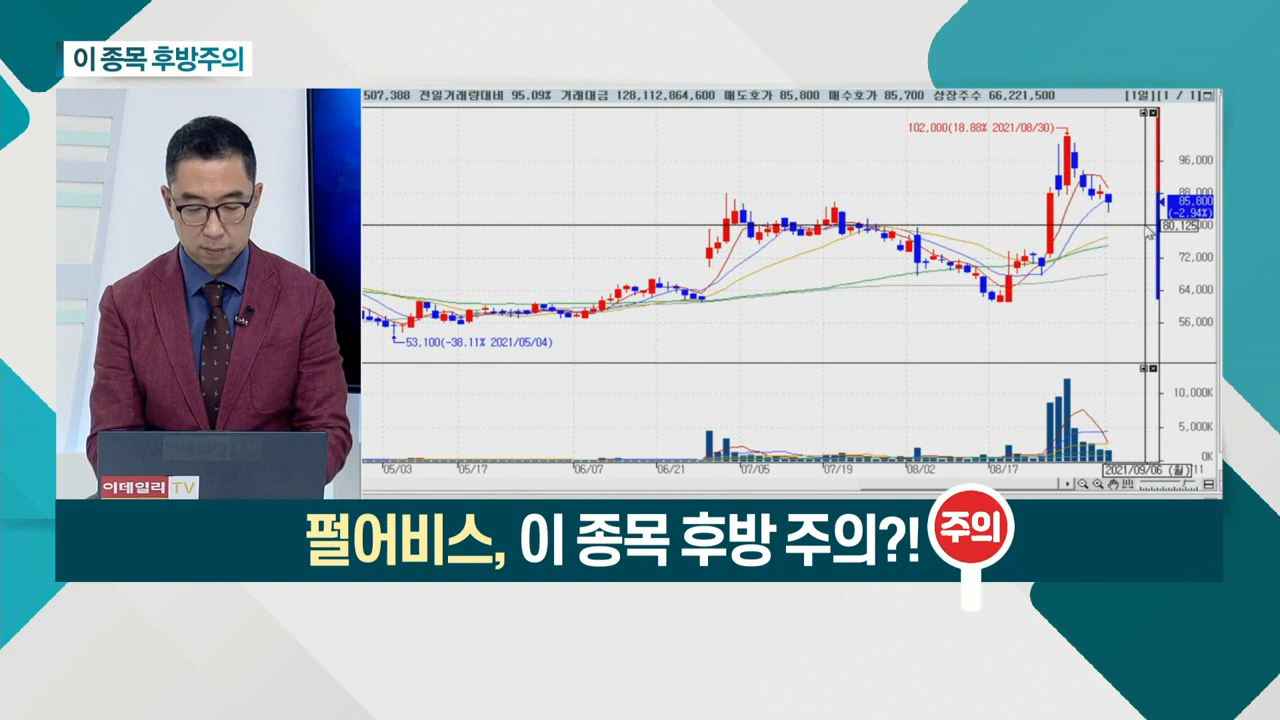 이 종목 후방주의
507,388 전일거래량대비 95.09% 거래대금 128,112,864,600 매도호가 85,800 매수호가 85,700 상장주수 66,221,500 [1일][1 / 1]
102,000(18.88% 2021/08/30)
96,000
88,000
85,800
(-2.94%)
80,125
72,000
64,000
56,000
53,100(-38.11% 2021/05/04)
10,000K
5,000K
0K
05/03 05/17 06/07 06/21 07/05 07/19 08/02 08/17 2021/09/06 (월) 11
이데일리 TV
이데일리TV
펄어비스, 이 종목 후방 주의?! 주의